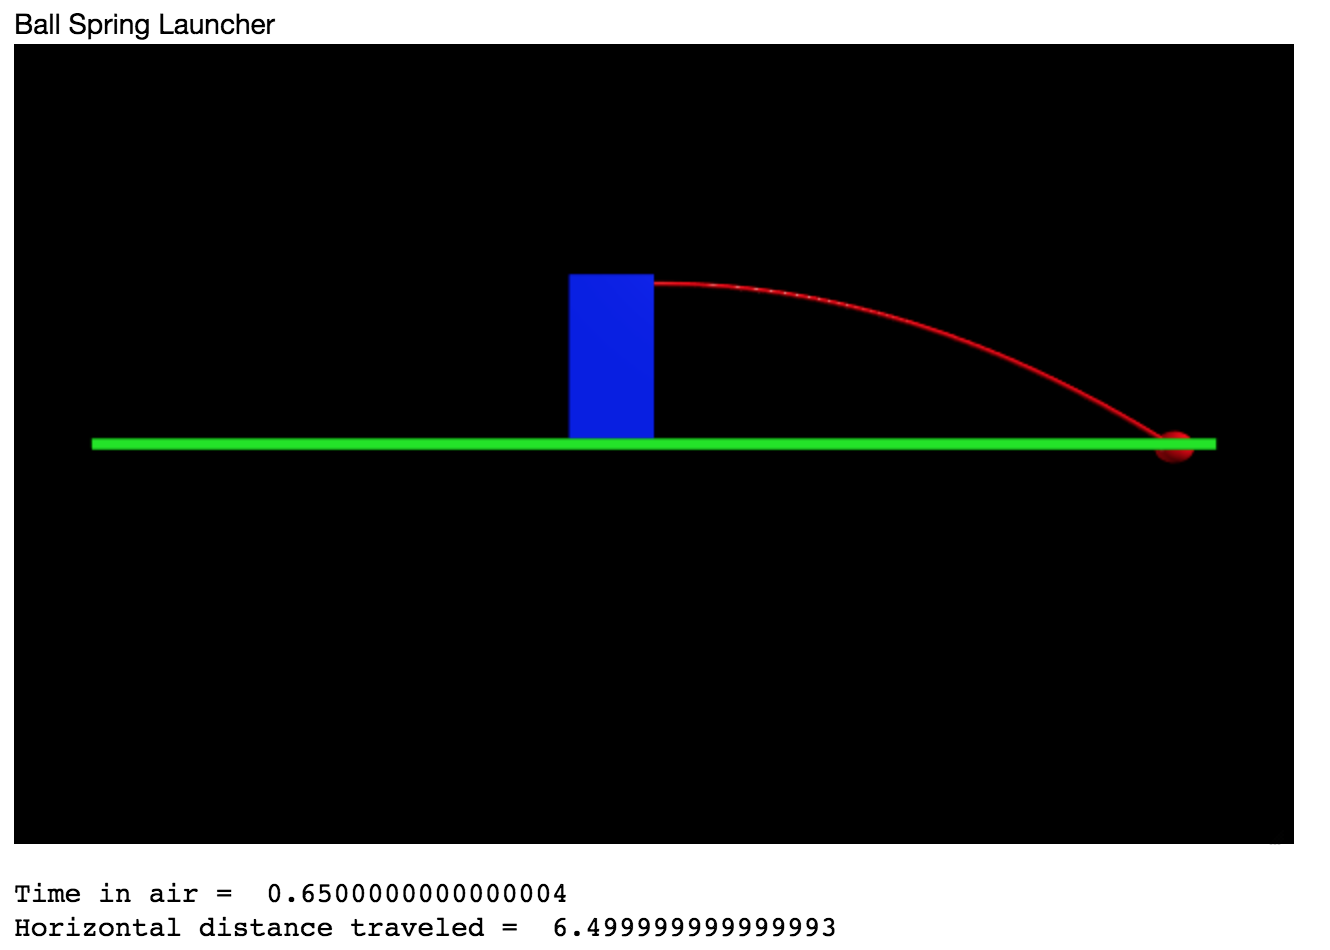 Ball Spring Launcher
Time in air =  0.6500000000000004
Horizontal distance traveled =  6.499999999999993